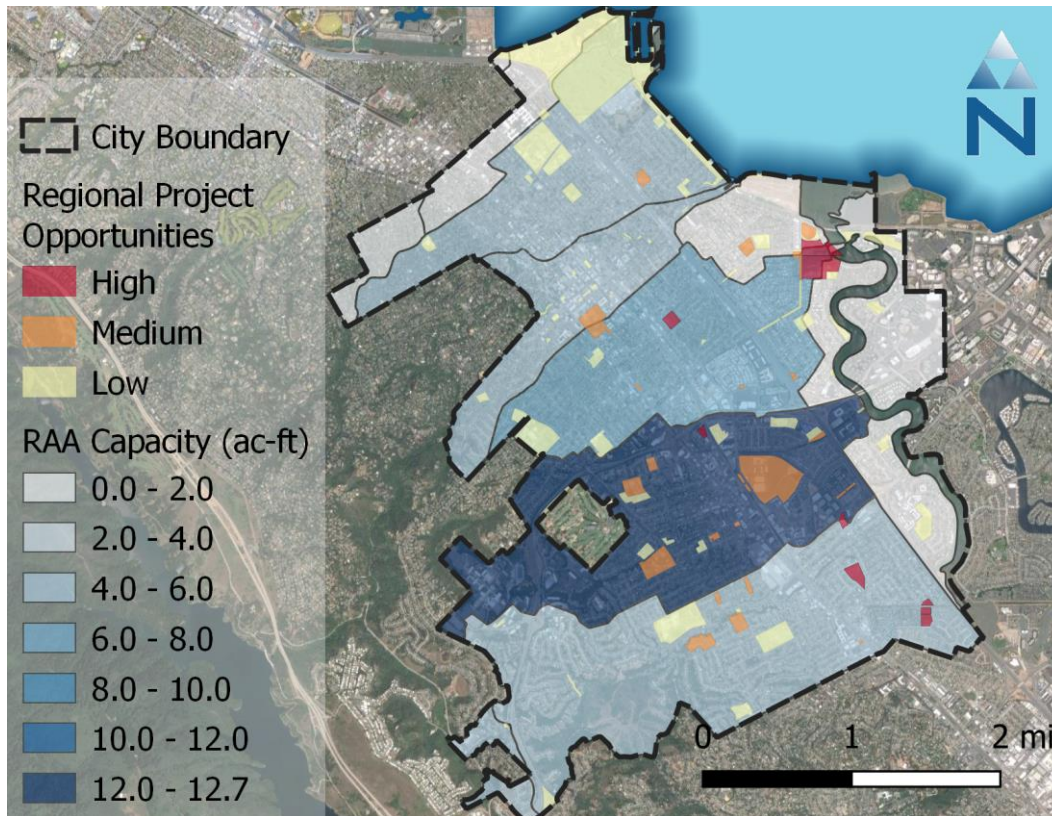 City Boundary
Regional Project
Opportunities
High
Medium
Low
RAA Capacity (ac-ft)
0.0 - 2.0
2.0 - 4.0
4.0 - 6.0
6.0 - 8.0
8.0 - 10.0
10.0 - 12.0
12.0 - 12.7
N
0 1 2 mi